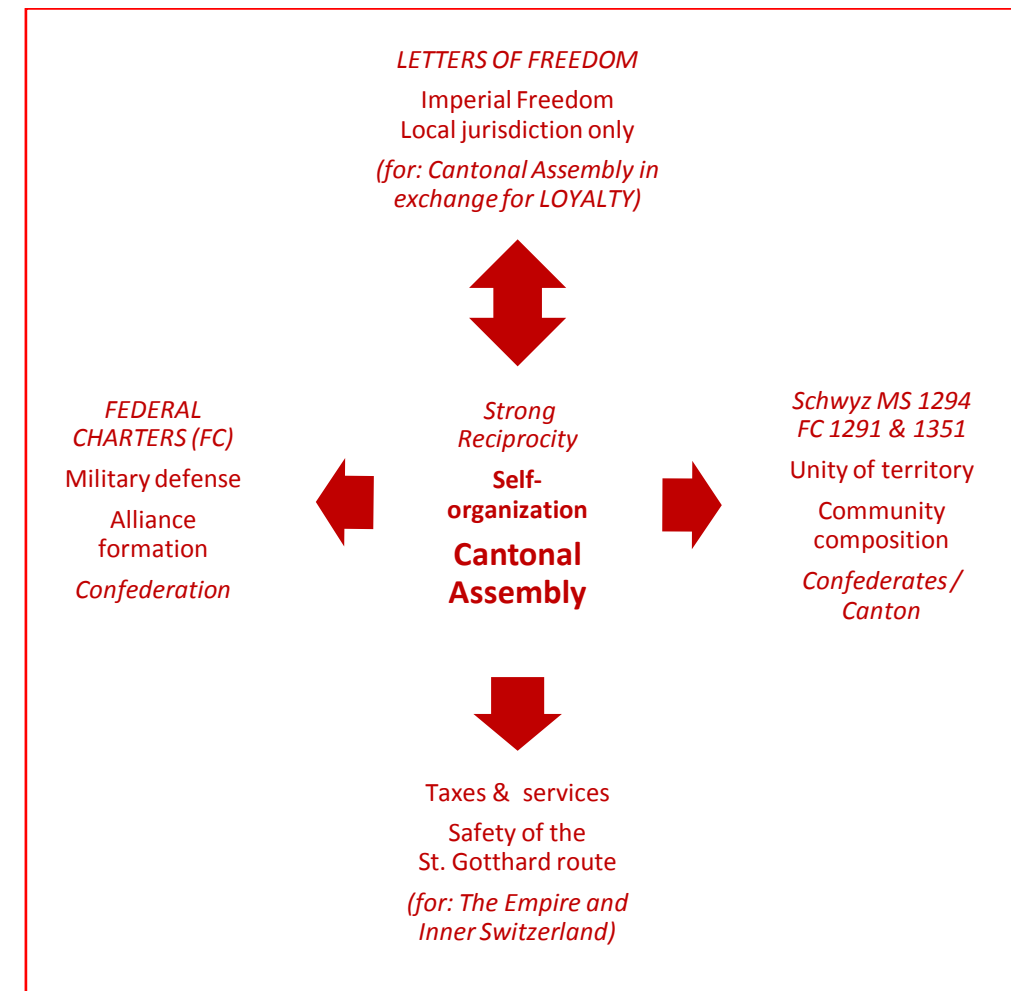 LETTERS OF FREEDOM
Imperial Freedom
Local jurisdiction only
(for: Cantonal Assembly in
exchange for LOYALTY)
FEDERAL
CHARTERS (FC)
Military defense
Alliance
formation
Confederation
Strong
Reciprocity
Self-
organization
Cantonal
Assembly
Schwyz MS 1294
FC 1291 & 1351
Unity of territory
Community
composition
Confederates /
Canton
Taxes & services
Safety of the
St. Gotthard route
(for: The Empire and
Inner Switzerland)